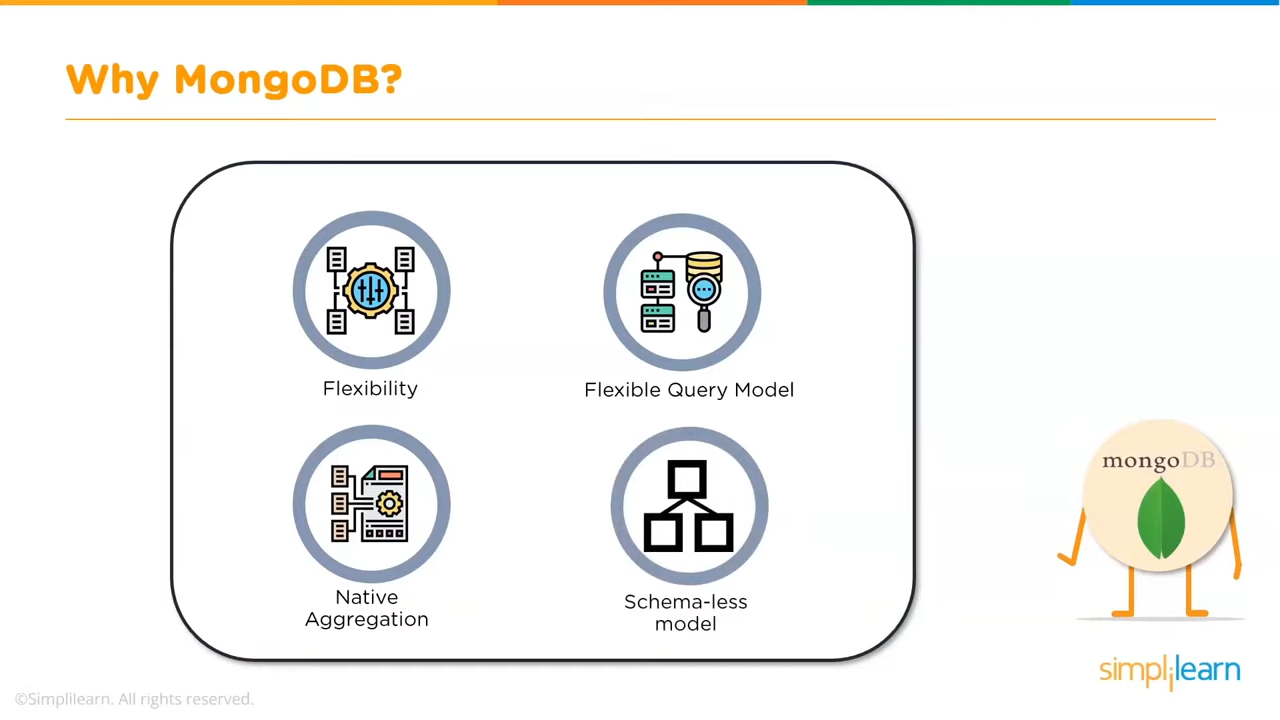 Why MongoDB?
Flexibility
Flexible Query Model
Native
Aggregation
Schema-less
model
mongoDB
simplilearn
©Simplilearn. All rights reserved.